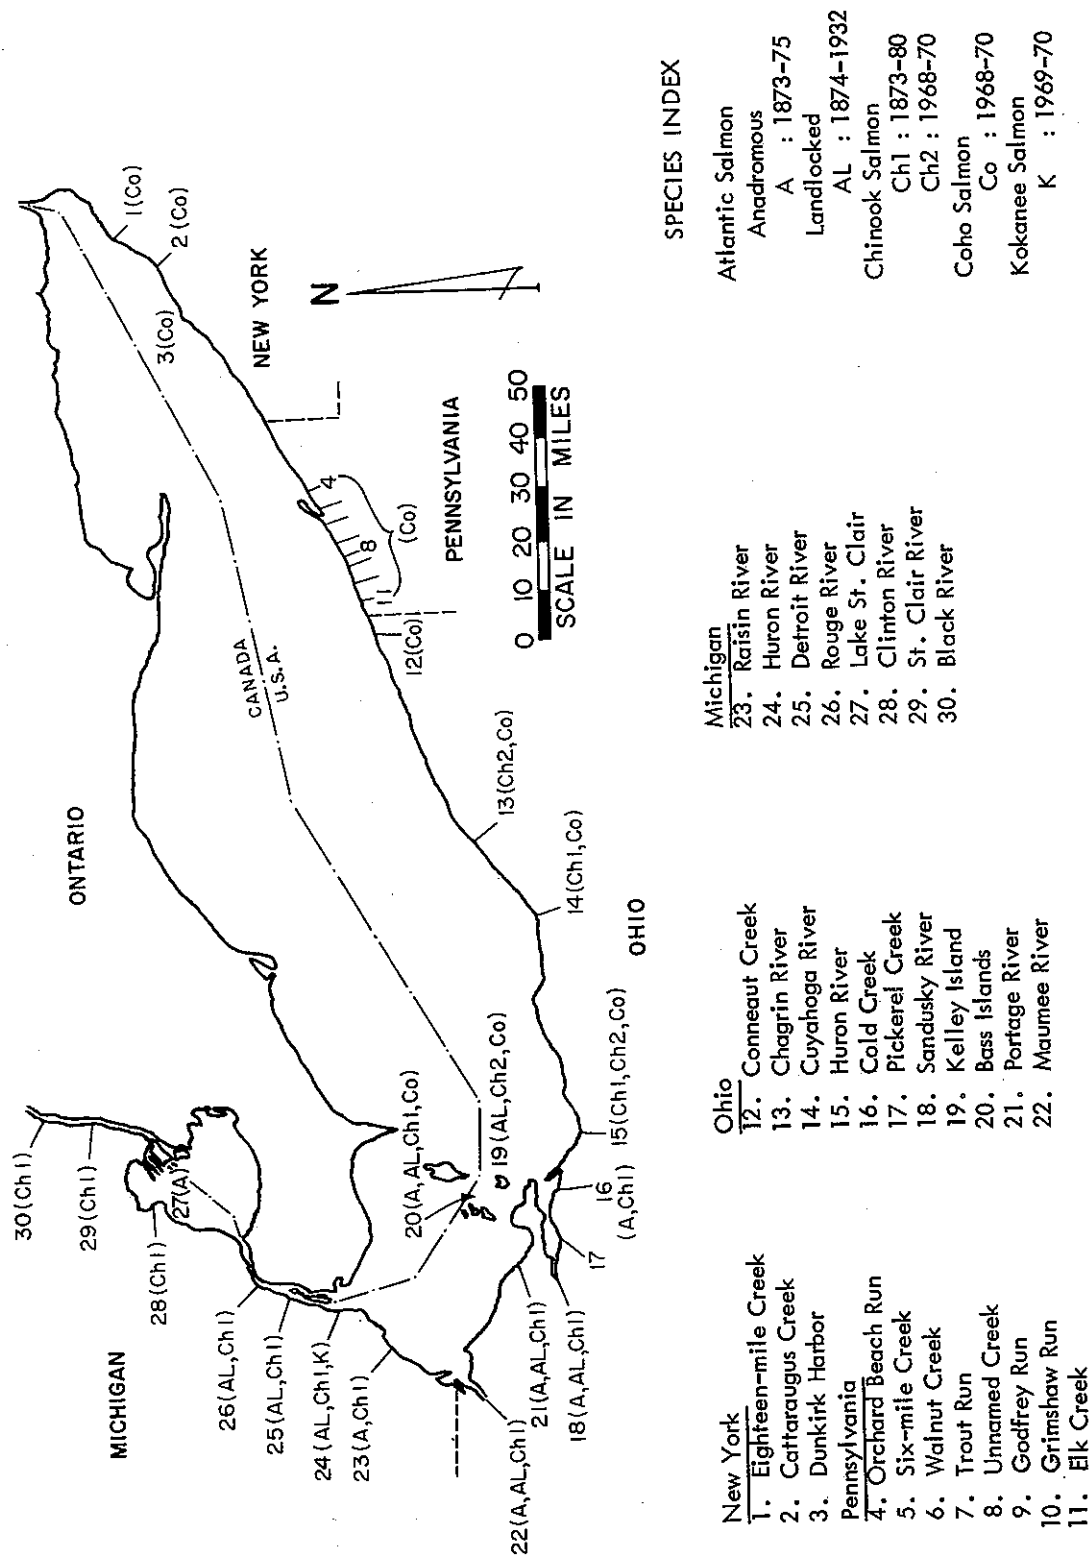 30(Ch1)
29(Ch1)
28(Ch1)
27(A)
26(AL,Ch1)
25(AL,Ch1)
24(AL,Ch1,K)
23(A,Ch1)
22(A,AL,Ch1)
21(A,AL,Ch1)
18(A,AL,Ch1)
17
16
(A,Ch1)
20(A,AL,Ch1,Co)
19(AL,Ch2,Co)
15(Ch1,Ch2,Co)
14(Ch1,Co)
13(Ch2,Co)
12(Co)
11
8
4
(Co)
3(Co)
2(Co)
1(Co)
MICHIGAN
ONTARIO
CANADA
U.S.A.
OHIO
PENNSYLVANIA
NEW YORK
N
0 10 20 30 40 50
SCALE IN MILES
New York
1. Eighteen-mile Creek
2. Cattaraugus Creek
3. Dunkirk Harbor
Pennsylvania
4. Orchard Beach Run
5. Six-mile Creek
6. Walnut Creek
7. Trout Run
8. Unnamed Creek
9. Godfrey Run
10. Grimshaw Run
11. Elk Creek
Ohio
12. Conneaut Creek
13. Chagrin River
14. Cuyahoga River
15. Huron River
16. Cold Creek
17. Pickerel Creek
18. Sandusky River
19. Kelley Island
20. Bass Islands
21. Portage River
22. Maumee River
Michigan
23. Raisin River
24. Huron River
25. Detroit River
26. Rouge River
27. Lake St. Clair
28. Clinton River
29. St. Clair River
30. Black River
SPECIES INDEX
Atlantic Salmon
Anadromous
A : 1873-75
Landlocked
AL : 1874-1932
Chinook Salmon
Ch1 : 1873-80
Ch2 : 1968-70
Coho Salmon
Co : 1968-70
Kokanee Salmon
K : 1969-70